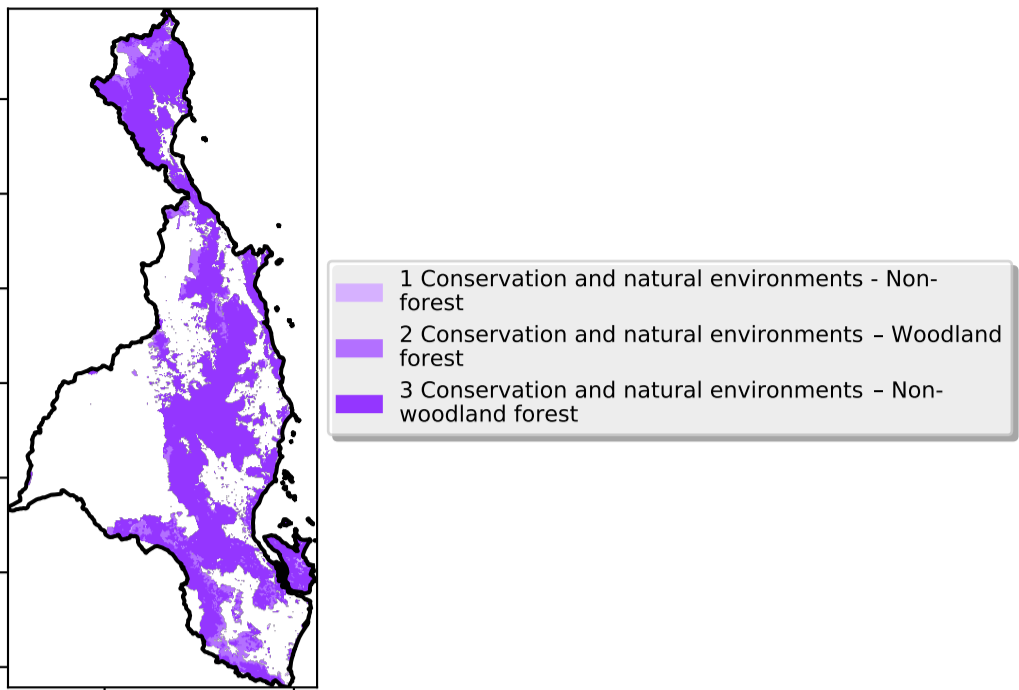 1 Conservation and natural environments - Non-
forest
2 Conservation and natural environments – Woodland
forest
3 Conservation and natural environments – Non-
woodland forest